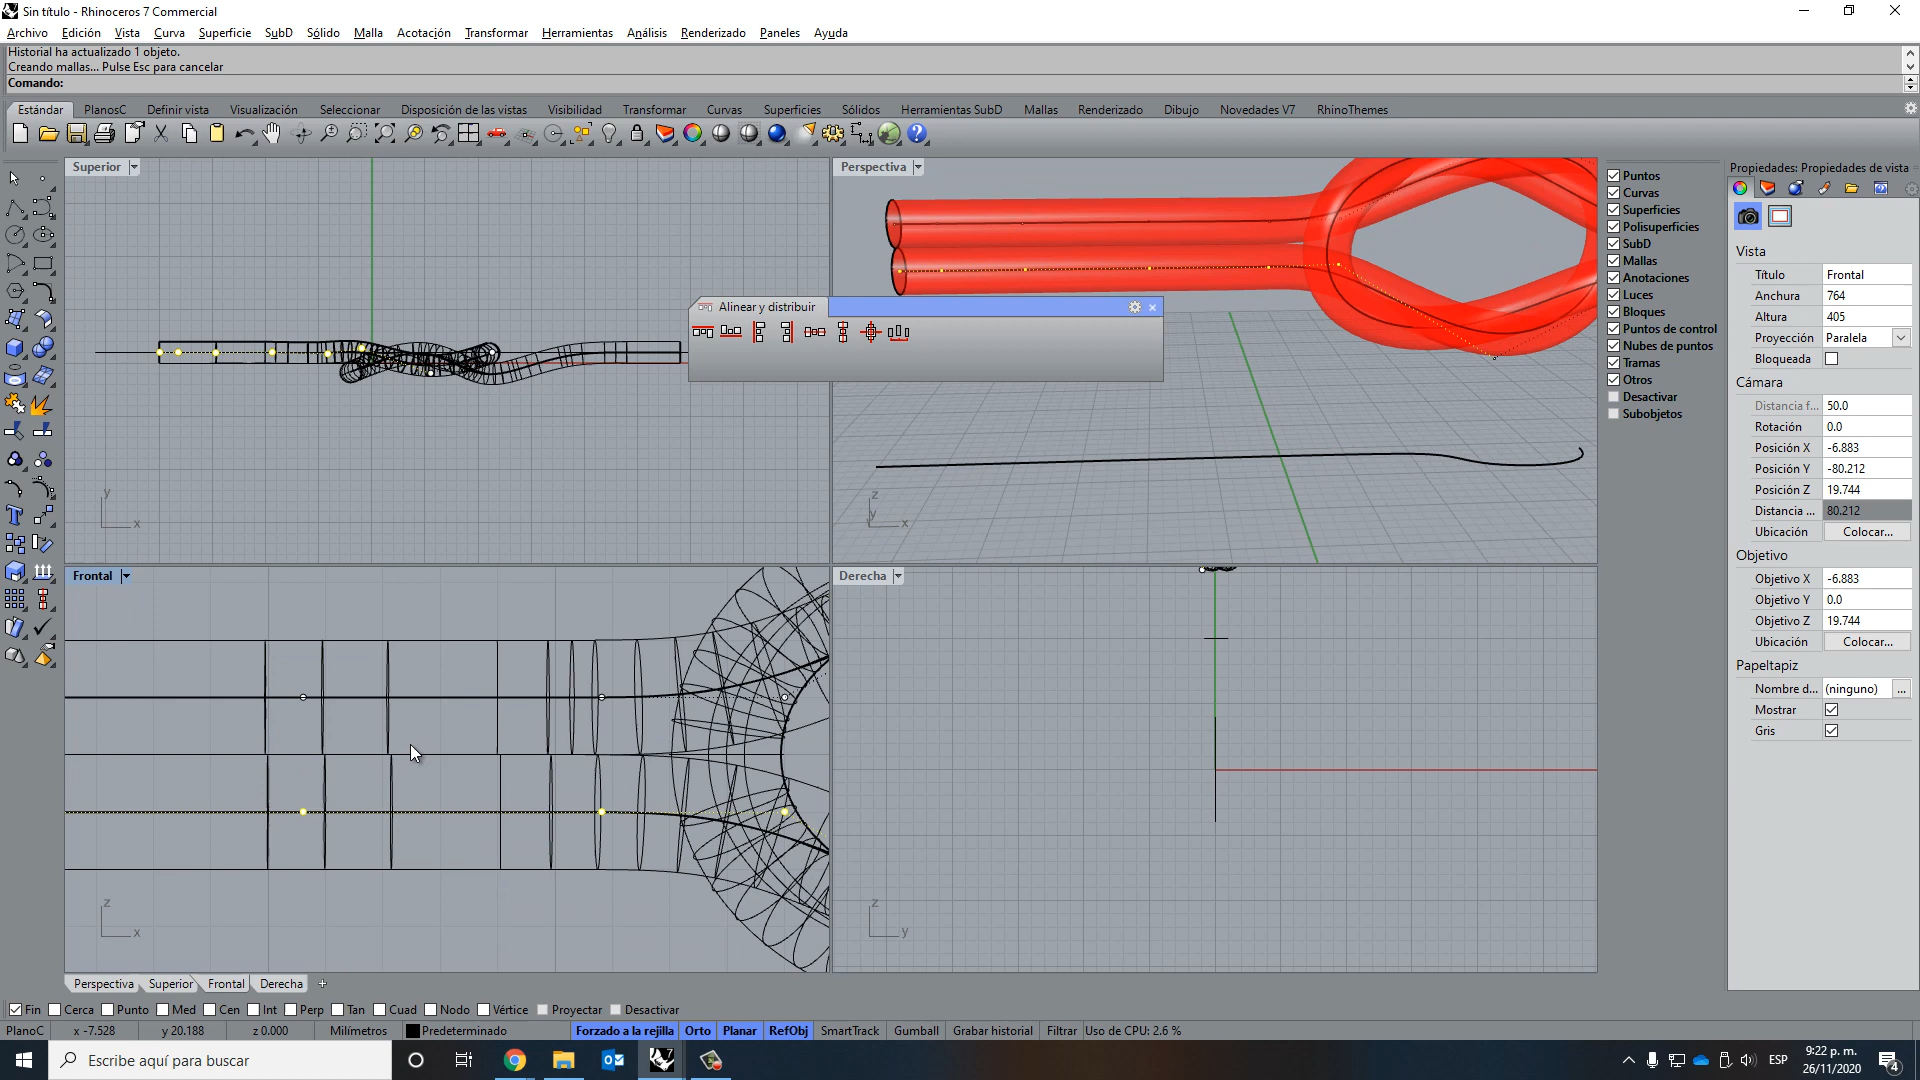 Sin título - Rhinoceros 7 Commercial
Archivo Edición Vista Curva Superficie SubD Sólido Malla Acotación Transformar Herramientas Análisis Renderizado Paneles Ayuda
Historial ha actualizado 1 objeto.
Creando mallas... Pulse Esc para cancelar
Comando:
Estándar PlanosC Definir vista Visualización Seleccionar Disposición de las vistas Visibilidad Transformar Curvas Superficies Sólidos Herramientas SubD Mallas Renderizado Dibujo Novedades V7 RhinoThemes
Superior
y
x
Perspectiva
z
y
x
Alinear y distribuir
Frontal
z
x
Derecha
z
y
Puntos
Curvas
Superficies
Polisuperficies
SubD
Mallas
Anotaciones
Luces
Bloques
Puntos de control
Nubes de puntos
Tramas
Otros
Desactivar
Subobjetos
Propiedades: Propiedades de vista
Vista
Título Frontal
Anchura 764
Altura 405
Proyección Paralela
Bloqueada
Cámara
Distancia f... 50.0
Rotación 0.0
Posición X -6.883
Posición Y -80.212
Posición Z 19.744
Distancia ... 80.212
Ubicación Colocar...
Objetivo
Objetivo X -6.883
Objetivo Y 0.0
Objetivo Z 19.744
Ubicación Colocar...
Papeltapiz
Nombre d... (ninguno) ...
Mostrar
Gris
Perspectiva Superior Frontal Derecha
Fin Cerca Punto Med Cen Int Perp Tan Cuad Nodo Vértice Proyectar Desactivar
PlanoC x -7.528 y 20.188 z 0.000 Milímetros Predeterminado Forzado a la rejilla Orto Planar RefObj SmartTrack Gumball Grabar historial Filtrar Uso de CPU: 2.6 %
Escribe aquí para buscar
ESP
9:22 p. m.
26/11/2020
4